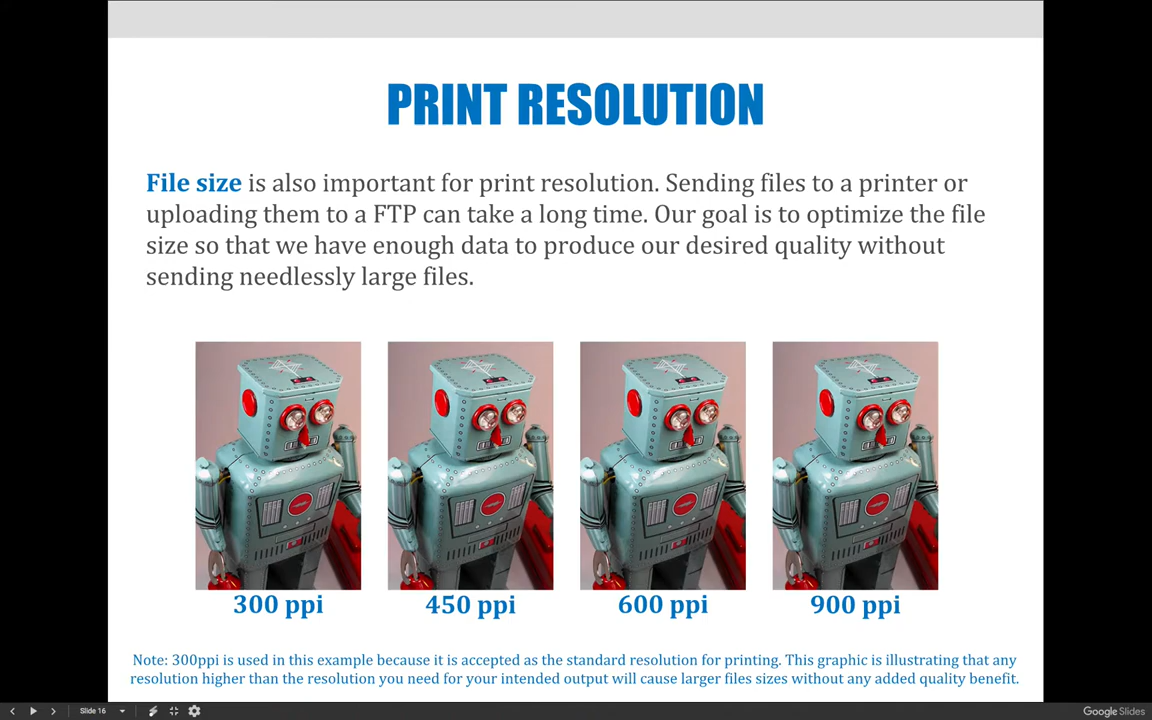 PRINT RESOLUTION
File size is also important for print resolution. Sending files to a printer or
uploading them to a FTP can take a long time. Our goal is to optimize the file
size so that we have enough data to produce our desired quality without
sending needlessly large files.
300 ppi
450 ppi
600 ppi
900 ppi
Note: 300ppi is used in this example because it is accepted as the standard resolution for printing. This graphic is illustrating that any
resolution higher than the resolution you need for your intended output will cause larger files sizes without any added quality benefit.
Slide 16
Google Slides